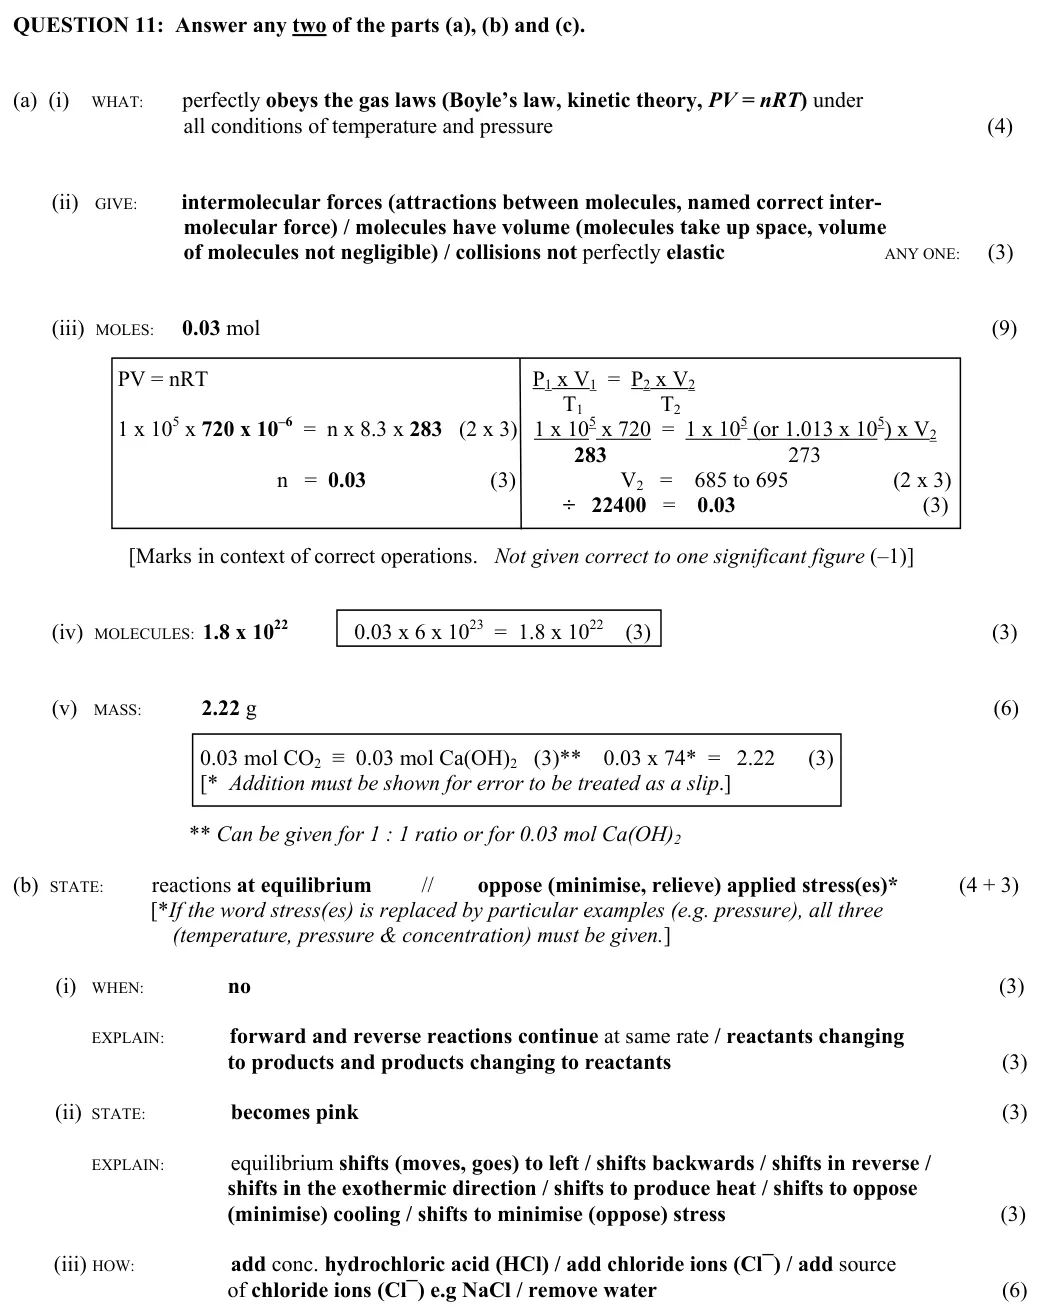 QUESTION 11: Answer any two of the parts (a), (b) and (c).
(a) (i) WHAT: perfectly obeys the gas laws (Boyle’s law, kinetic theory, PV = nRT) under
all conditions of temperature and pressure (4)
(ii) GIVE: intermolecular forces (attractions between molecules, named correct inter-
molecular force) / molecules have volume (molecules take up space, volume
of molecules not negligible) / collisions not perfectly elastic ANY ONE: (3)
(iii) MOLES: 0.03 mol (9)
PV = nRT
1 x 10⁵ x 720 x 10⁻⁶ = n x 8.3 x 283 (2 x 3)
n = 0.03 (3)
P₁ x V₁ = P₂ x V₂
T₁ T₂
1 x 10⁵ x 720 = 1 x 10⁵ (or 1.013 x 10⁵) x V₂
283 273
V₂ = 685 to 695 (2 x 3)
÷ 22400 = 0.03 (3)
[Marks in context of correct operations. Not given correct to one significant figure (–1)]
(iv) MOLECULES: 1.8 x 10²² 0.03 x 6 x 10²³ = 1.8 x 10²² (3) (3)
(v) MASS: 2.22 g (6)
0.03 mol CO₂ ≡ 0.03 mol Ca(OH)₂ (3)** 0.03 x 74* = 2.22 (3)
[* Addition must be shown for error to be treated as a slip.]
** Can be given for 1 : 1 ratio or for 0.03 mol Ca(OH)₂
(b) STATE: reactions at equilibrium // oppose (minimise, relieve) applied stress(es)* (4 + 3)
[*If the word stress(es) is replaced by particular examples (e.g. pressure), all three
(temperature, pressure & concentration) must be given.]
(i) WHEN: no (3)
EXPLAIN: forward and reverse reactions continue at same rate / reactants changing
to products and products changing to reactants (3)
(ii) STATE: becomes pink (3)
EXPLAIN: equilibrium shifts (moves, goes) to left / shifts backwards / shifts in reverse /
shifts in the exothermic direction / shifts to produce heat / shifts to oppose
(minimise) cooling / shifts to minimise (oppose) stress (3)
(iii) HOW: add conc. hydrochloric acid (HCl) / add chloride ions (Cl¯) / add source
of chloride ions (Cl¯) e.g NaCl / remove water (6)